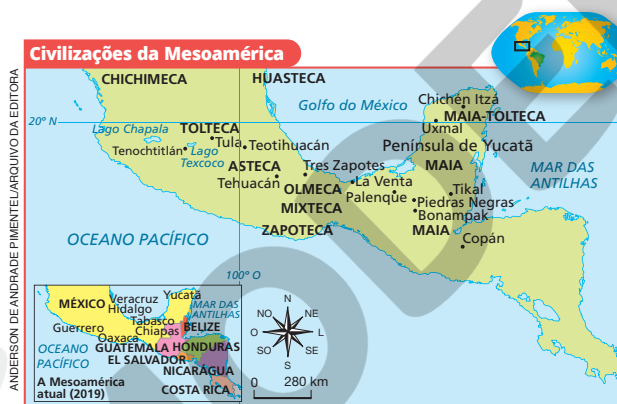 Civilizações da Mesoamérica
ANDERSON DE ANDRADE PIMENTEL/ARQUIVO DA EDITORA
CHICHIMECA
HUASTECA
Golfo do México
Chichén Itzá
MAIA-TOLTECA
Uxmal
20º N
Lago Chapala
TOLTECA
Tula
Teotihuacán
Península de Yucatã
Tenochtitlán
Lago
Texcoco
ASTECA
Tres Zapotes
MAIA
MAR DAS
ANTILHAS
Tehuacán
OLMECA
La Venta
Tikal
Palenque
Piedras Negras
MIXTECA
Bonampak
ZAPOTECA
MAIA
Copán
OCEANO PACÍFICO
100º O
MÉXICO
Veracruz
Yucatã
Hidalgo
MAR DAS
ANTILHAS
Tabasco
Guerrero
Chiapas
BELIZE
Oaxaca
OCEANO
PACÍFICO
GUATEMALA
HONDURAS
EL SALVADOR
NICARÁGUA
A Mesoamérica
atual (2019)
COSTA RICA
N
NO
NE
O
L
SO
SE
S
0 280 km